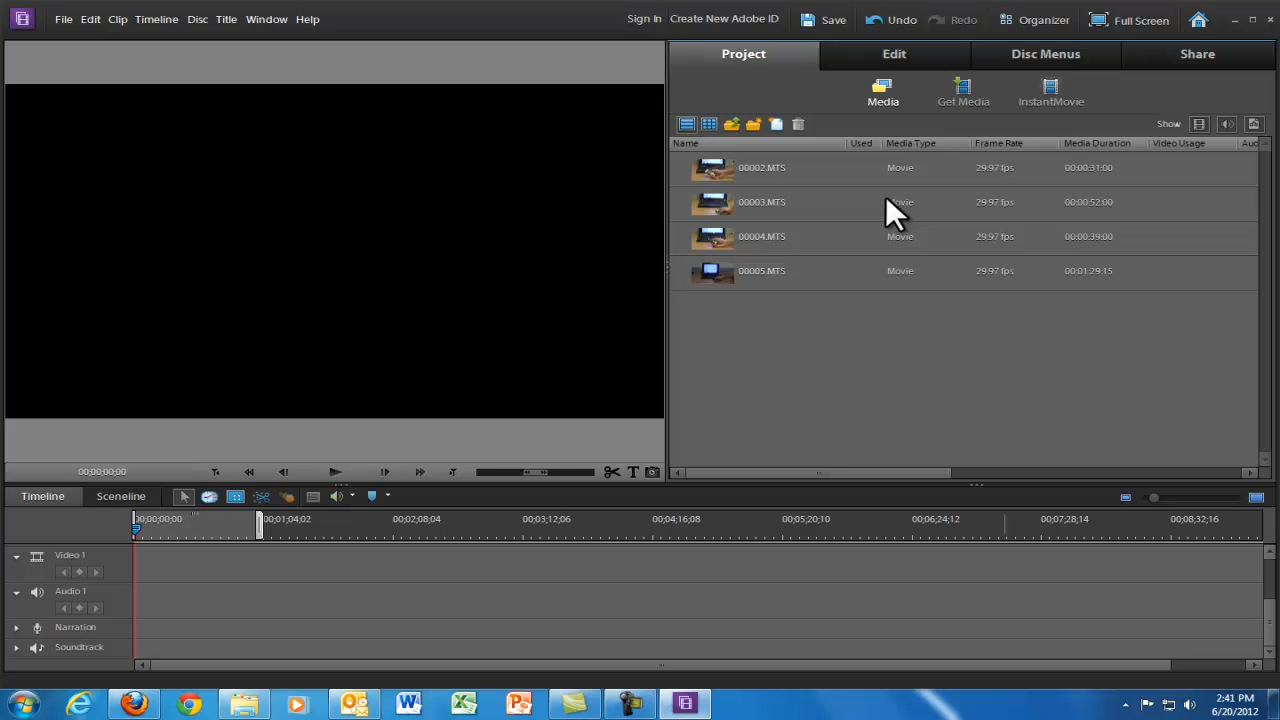 File Edit Clip Timeline Disc Title Window Help Sign In Create New Adobe ID Save Undo Redo Organizer Full Screen
Project Edit Disc Menus Share
Media Get Media InstantMovie
Show
Name Used Media Type Frame Rate Media Duration Video Usage Aud
00002.MTS Movie 29.97 fps 00:00:31:00
00003.MTS Movie 29.97 fps 00:00:52:00
00004.MTS Movie 29.97 fps 00:00:39:00
00005.MTS Movie 29.97 fps 00:01:29:15
00;00;00;00
Timeline Sceneline
00;00;00;00 00;01;04;02 00;02;08;04 00;03;12;06 00;04;16;08 00;05;20;10 00;06;24;12 00;07;28;14 00;08;32;16
Video 1
Audio 1
Narration
Soundtrack
2:41 PM
6/20/2012